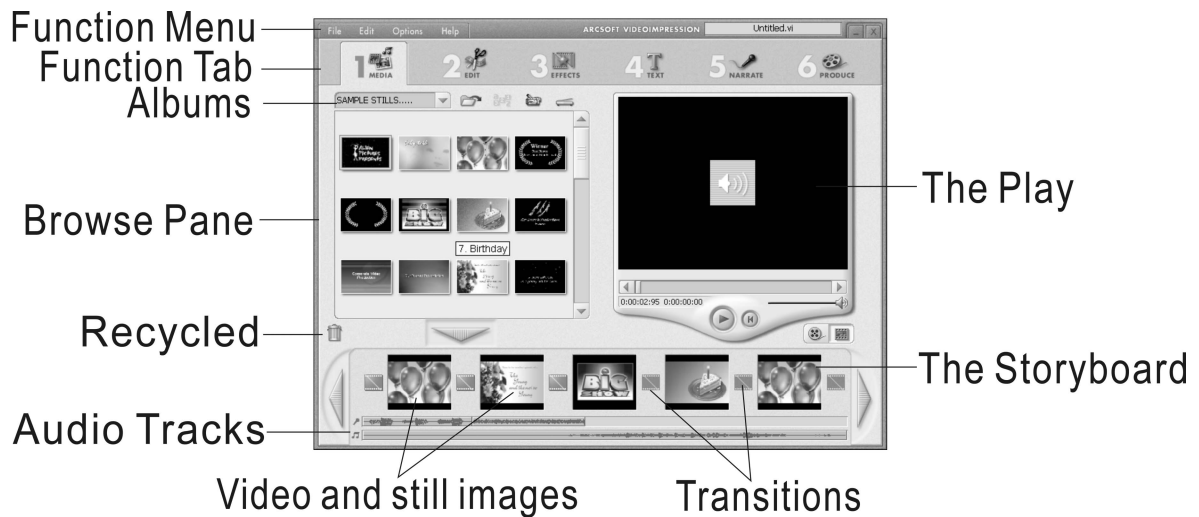 Function Menu
Function Tab
Albums
Browse Pane
Recycled
Audio Tracks
File Edit Options Help
ARCSOFT VIDEOIMPRESSION
Untitled.vi
1 MEDIA
2 EDIT
3 EFFECTS
4 TEXT
5 NARRATE
6 PRODUCE
SAMPLE STILLS.....
Winner
BIG
7. Birthday
0:00:02:95 0:00:00:00
BIG
The Play
The Storyboard
Video and still images
Transitions